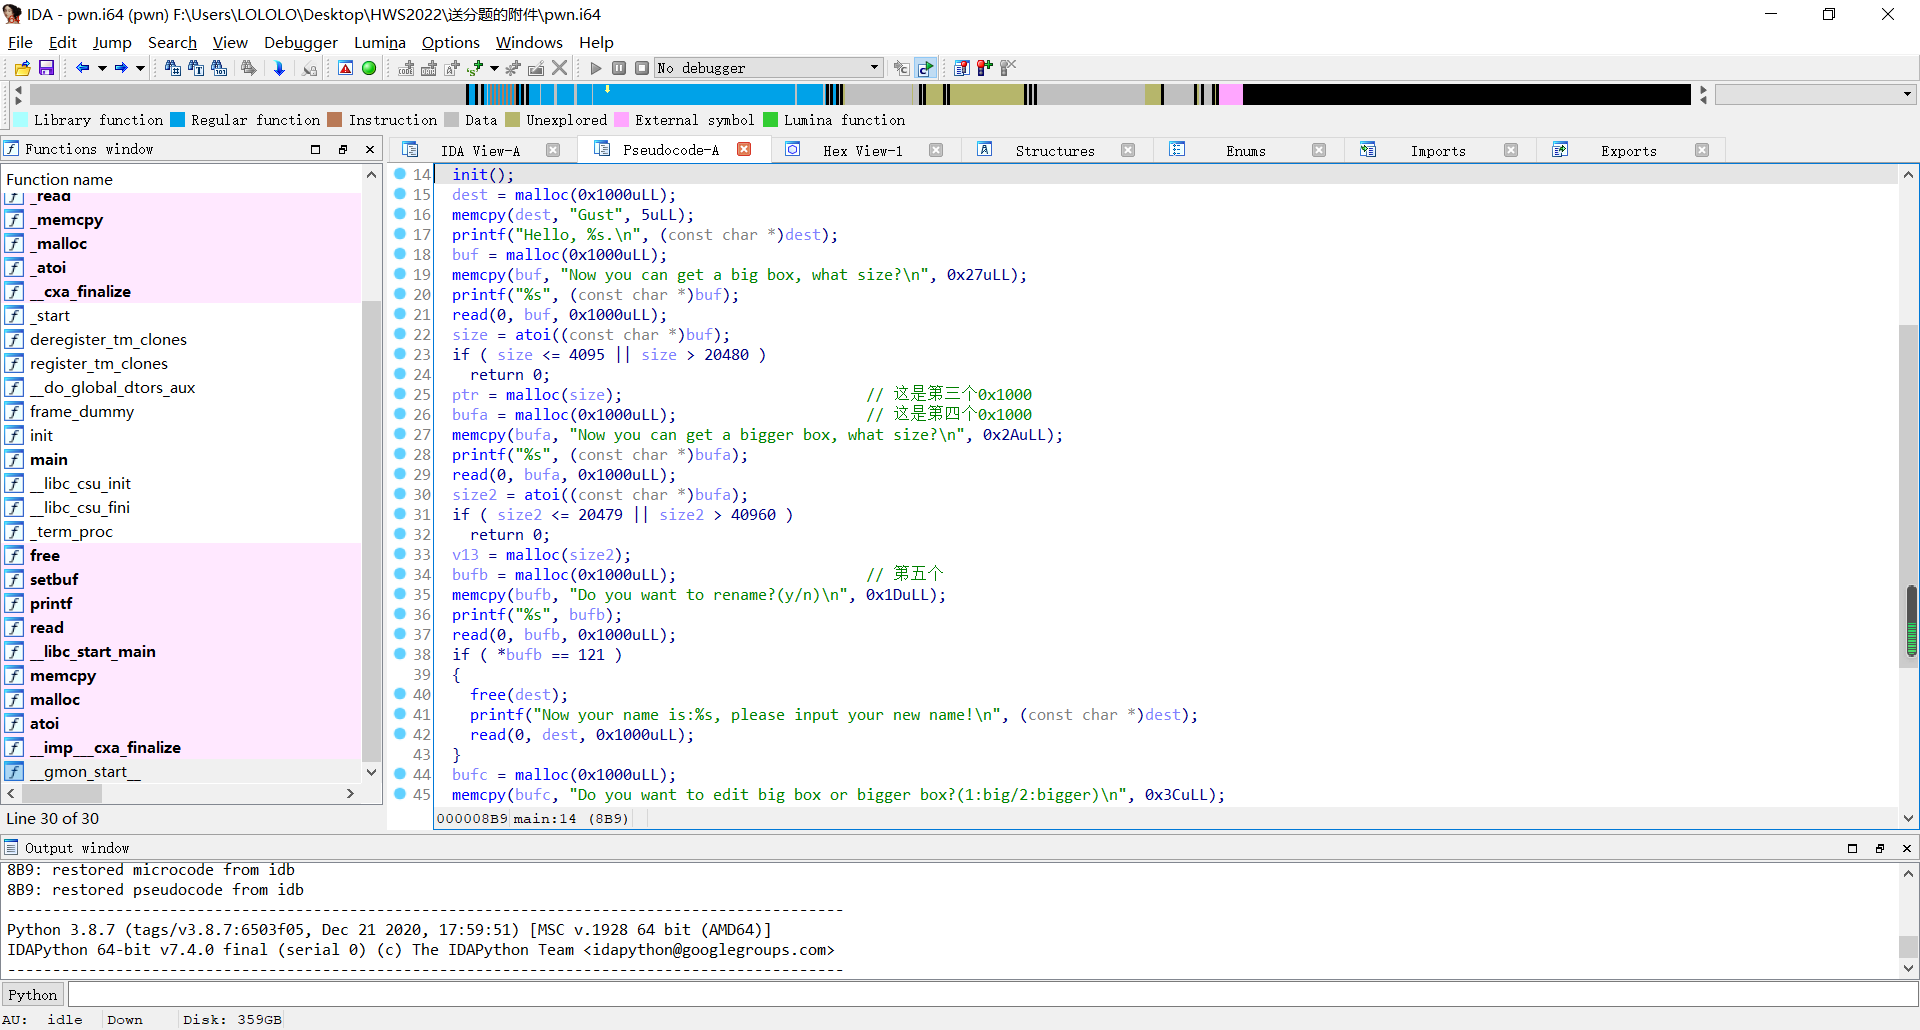 IDA - pwn.i64 (pwn) F:\Users\LOLOLO\Desktop\HWS2022\送分题的附件\pwn.i64
File Edit Jump Search View Debugger Lumina Options Windows Help
No debugger
Library function Regular function Instruction Data Unexplored External symbol Lumina function
Functions window
IDA View-A Pseudocode-A Hex View-1 Structures Enums Imports Exports
Function name
_read
_memcpy
_malloc
_atoi
__cxa_finalize
_start
deregister_tm_clones
register_tm_clones
__do_global_dtors_aux
frame_dummy
init
main
__libc_csu_init
__libc_csu_fini
_term_proc
free
setbuf
printf
read
__libc_start_main
memcpy
malloc
atoi
__imp___cxa_finalize
__gmon_start__
Line 30 of 30
14 init();
15 dest = malloc(0x1000uLL);
16 memcpy(dest, "Gust", 5uLL);
17 printf("Hello, %s.\n", (const char *)dest);
18 buf = malloc(0x1000uLL);
19 memcpy(buf, "Now you can get a big box, what size?\n", 0x27uLL);
20 printf("%s", (const char *)buf);
21 read(0, buf, 0x1000uLL);
22 size = atoi((const char *)buf);
23 if ( size <= 4095 || size > 20480 )
24 return 0;
25 ptr = malloc(size); // 这是第三个0x1000
26 bufa = malloc(0x1000uLL); // 这是第四个0x1000
27 memcpy(bufa, "Now you can get a bigger box, what size?\n", 0x2AuLL);
28 printf("%s", (const char *)bufa);
29 read(0, bufa, 0x1000uLL);
30 size2 = atoi((const char *)bufa);
31 if ( size2 <= 20479 || size2 > 40960 )
32 return 0;
33 v13 = malloc(size2);
34 bufb = malloc(0x1000uLL); // 第五个
35 memcpy(bufb, "Do you want to rename?(y/n)\n", 0x1DuLL);
36 printf("%s", bufb);
37 read(0, bufb, 0x1000uLL);
38 if ( *bufb == 121 )
39 {
40 free(dest);
41 printf("Now your name is:%s, please input your new name!\n", (const char *)dest);
42 read(0, dest, 0x1000uLL);
43 }
44 bufc = malloc(0x1000uLL);
45 memcpy(bufc, "Do you want to edit big box or bigger box?(1:big/2:bigger)\n", 0x3CuLL);
000008B9 main:14 (8B9)
Output window
8B9: restored microcode from idb
8B9: restored pseudocode from idb
---------------------------------------------------------------------------------------------
Python 3.8.7 (tags/v3.8.7:6503f05, Dec 21 2020, 17:59:51) [MSC v.1928 64 bit (AMD64)]
IDAPython 64-bit v7.4.0 final (serial 0) (c) The IDAPython Team <idapython@googlegroups.com>
---------------------------------------------------------------------------------------------
Python
AU: idle Down Disk: 359GB